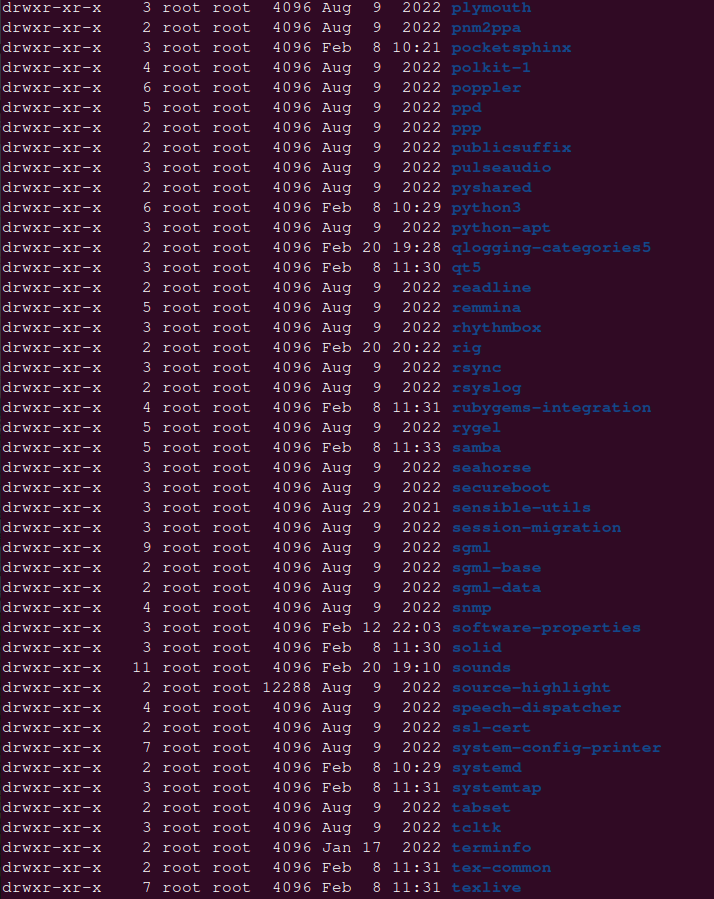 drwxr-xr-x    3 root root  4096 Aug  9  2022 plymouth
drwxr-xr-x    2 root root  4096 Aug  9  2022 pnm2ppa
drwxr-xr-x    3 root root  4096 Feb  8 10:21 pocketsphinx
drwxr-xr-x    4 root root  4096 Aug  9  2022 polkit-1
drwxr-xr-x    6 root root  4096 Aug  9  2022 poppler
drwxr-xr-x    5 root root  4096 Aug  9  2022 ppd
drwxr-xr-x    2 root root  4096 Aug  9  2022 ppp
drwxr-xr-x    2 root root  4096 Aug  9  2022 publicsuffix
drwxr-xr-x    3 root root  4096 Aug  9  2022 pulseaudio
drwxr-xr-x    2 root root  4096 Aug  9  2022 pyshared
drwxr-xr-x    6 root root  4096 Feb  8 10:29 python3
drwxr-xr-x    3 root root  4096 Aug  9  2022 python-apt
drwxr-xr-x    2 root root  4096 Feb 20 19:28 qlogging-categories5
drwxr-xr-x    3 root root  4096 Feb  8 11:30 qt5
drwxr-xr-x    2 root root  4096 Aug  9  2022 readline
drwxr-xr-x    5 root root  4096 Aug  9  2022 remmina
drwxr-xr-x    3 root root  4096 Aug  9  2022 rhythmbox
drwxr-xr-x    2 root root  4096 Feb 20 20:22 rig
drwxr-xr-x    3 root root  4096 Aug  9  2022 rsync
drwxr-xr-x    2 root root  4096 Aug  9  2022 rsyslog
drwxr-xr-x    4 root root  4096 Feb  8 11:31 rubygems-integration
drwxr-xr-x    5 root root  4096 Aug  9  2022 rygel
drwxr-xr-x    5 root root  4096 Feb  8 11:33 samba
drwxr-xr-x    3 root root  4096 Aug  9  2022 seahorse
drwxr-xr-x    3 root root  4096 Aug  9  2022 secureboot
drwxr-xr-x    3 root root  4096 Aug 29  2021 sensible-utils
drwxr-xr-x    3 root root  4096 Aug  9  2022 session-migration
drwxr-xr-x    9 root root  4096 Aug  9  2022 sgml
drwxr-xr-x    2 root root  4096 Aug  9  2022 sgml-base
drwxr-xr-x    2 root root  4096 Aug  9  2022 sgml-data
drwxr-xr-x    4 root root  4096 Aug  9  2022 snmp
drwxr-xr-x    3 root root  4096 Feb 12 22:03 software-properties
drwxr-xr-x    3 root root  4096 Feb  8 11:30 solid
drwxr-xr-x   11 root root  4096 Feb 20 19:10 sounds
drwxr-xr-x    2 root root 12288 Aug  9  2022 source-highlight
drwxr-xr-x    4 root root  4096 Aug  9  2022 speech-dispatcher
drwxr-xr-x    2 root root  4096 Aug  9  2022 ssl-cert
drwxr-xr-x    7 root root  4096 Aug  9  2022 system-config-printer
drwxr-xr-x    2 root root  4096 Feb  8 10:29 systemd
drwxr-xr-x    3 root root  4096 Feb  8 11:31 systemtap
drwxr-xr-x    2 root root  4096 Aug  9  2022 tabset
drwxr-xr-x    3 root root  4096 Aug  9  2022 tcltk
drwxr-xr-x    2 root root  4096 Jan 17  2022 terminfo
drwxr-xr-x    2 root root  4096 Feb  8 11:31 tex-common
drwxr-xr-x    7 root root  4096 Feb  8 11:31 texlive